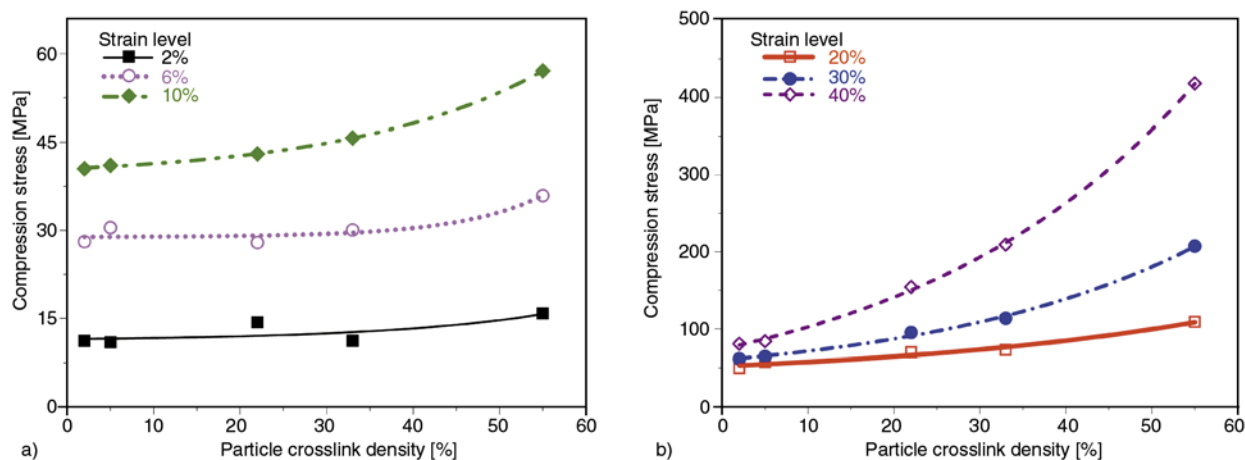 Strain level
2%
6%
10%
60
45
30
15
0
0 10 20 30 40 50 60
Compression stress [MPa]
Particle crosslink density [%]
a)
Strain level
20%
30%
40%
500
400
300
200
100
0
0 10 20 30 40 50 60
Compression stress [MPa]
Particle crosslink density [%]
b)